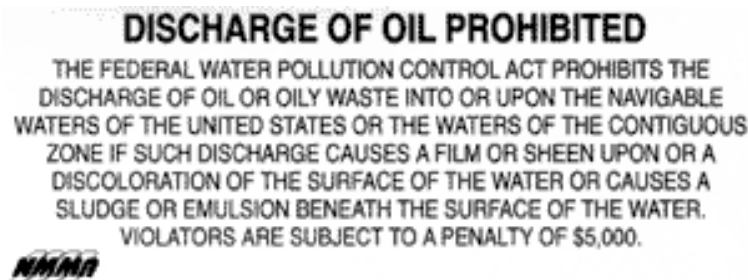 DISCHARGE OF OIL PROHIBITED
THE FEDERAL WATER POLLUTION CONTROL ACT PROHIBITS THE
DISCHARGE OF OIL OR OILY WASTE INTO OR UPON THE NAVIGABLE
WATERS OF THE UNITED STATES OR THE WATERS OF THE CONTIGUOUS
ZONE IF SUCH DISCHARGE CAUSES A FILM OR SHEEN UPON OR A
DISCOLORATION OF THE SURFACE OF THE WATER OR CAUSES A
SLUDGE OR EMULSION BENEATH THE SURFACE OF THE WATER.
VIOLATORS ARE SUBJECT TO A PENALTY OF $5,000.
NMMA